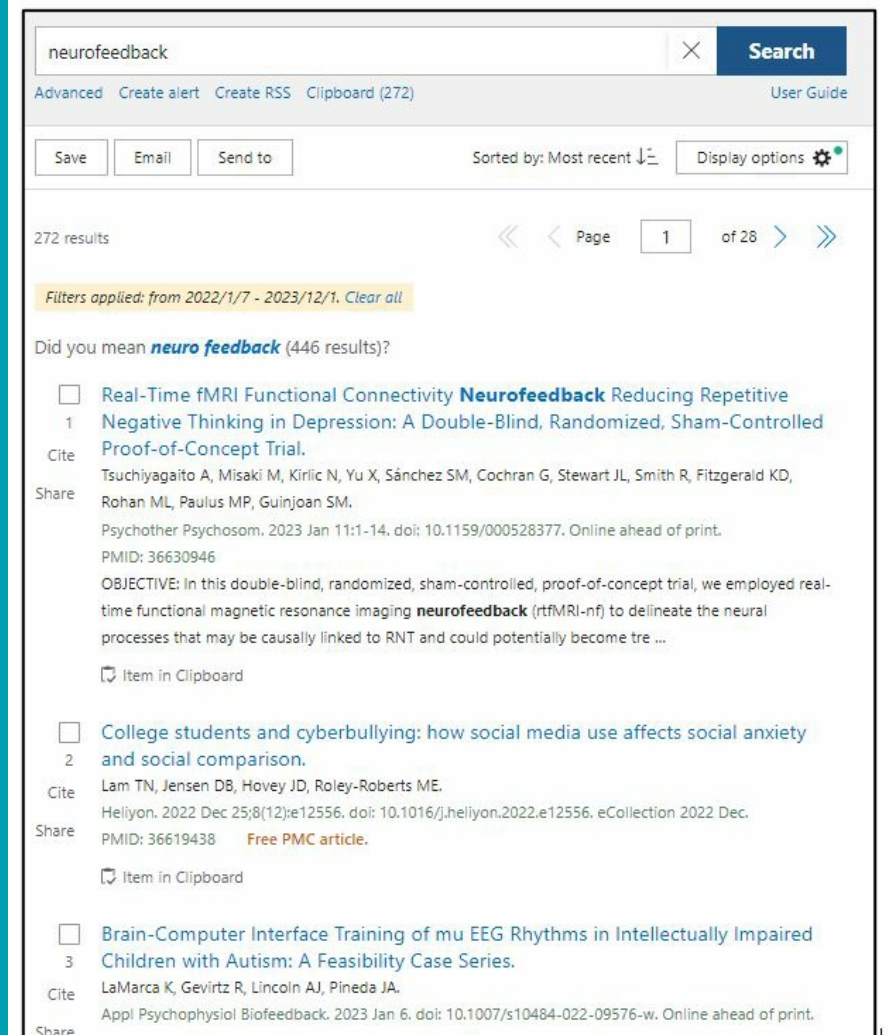 neurofeedback
Search
Advanced Create alert Create RSS Clipboard (272) User Guide
Save Email Send to Sorted by: Most recent Display options
272 results Page 1 of 28
Filters applied: from 2022/1/7 - 2023/12/1. Clear all
Did you mean neuro feedback (446 results)?
1
Cite
Share
Real-Time fMRI Functional Connectivity Neurofeedback Reducing Repetitive
Negative Thinking in Depression: A Double-Blind, Randomized, Sham-Controlled
Proof-of-Concept Trial.
Tsuchiyagaito A, Misaki M, Kirlic N, Yu X, Sánchez SM, Cochran G, Stewart JL, Smith R, Fitzgerald KD,
Rohan ML, Paulus MP, Guinjoan SM.
Psychother Psychosom. 2023 Jan 11:1-14. doi: 10.1159/000528377. Online ahead of print.
PMID: 36630946
OBJECTIVE: In this double-blind, randomized, sham-controlled, proof-of-concept trial, we employed real-
time functional magnetic resonance imaging neurofeedback (rtfMRI-nf) to delineate the neural
processes that may be causally linked to RNT and could potentially become tre ...
Item in Clipboard
2
Cite
Share
College students and cyberbullying: how social media use affects social anxiety
and social comparison.
Lam TN, Jensen DB, Hovey JD, Roley-Roberts ME.
Heliyon. 2022 Dec 25;8(12):e12556. doi: 10.1016/j.heliyon.2022.e12556. eCollection 2022 Dec.
PMID: 36619438 Free PMC article.
Item in Clipboard
3
Cite
Share
Brain-Computer Interface Training of mu EEG Rhythms in Intellectually Impaired
Children with Autism: A Feasibility Case Series.
LaMarca K, Gevirtz R, Lincoln AJ, Pineda JA.
Appl Psychophysiol Biofeedback. 2023 Jan 6. doi: 10.1007/s10484-022-09576-w. Online ahead of print.